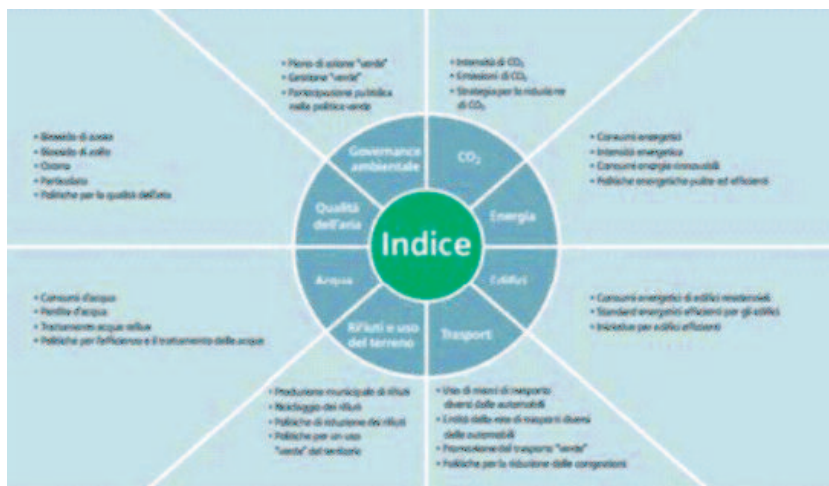 • Piano di azione "verde"
• Gestione "verde"
• Partecipazione pubblica
nella politica verde
• Intensità di CO₂
• Emissioni di CO₂
• Strategia per la riduzione
di CO₂
• Biossido di azoto
• Biossido di zolfo
• Ozono
• Particolato
• Politiche per la qualità dell'aria
• Consumi energetici
• Intensità energetica
• Consumi energia rinnovabili
• Politiche energetiche pulite ed efficienti
Governance
ambientale
CO₂
Qualità
dell'aria
Energia
Indice
Acqua
Edifici
Rifiuti e uso
del terreno
Trasporti
• Consumi d'acqua
• Perdite d'acqua
• Trattamento acque reflue
• Politiche per l'efficienza e il trattamento delle acque
• Consumi energetici di edifici residenziali
• Standard energetici efficienti per gli edifici
• Iniziative per edifici efficienti
• Produzione municipale di rifiuti
• Riciclaggio dei rifiuti
• Politiche di riduzione dei rifiuti
• Politiche per un uso
"verde" del territorio
• Uso di mezzi di trasporto
diversi dalle automobili
• Entità della rete di trasporti diversi
dalle automobili
• Promozione del trasporto "verde"
• Politiche per la riduzione delle congestioni